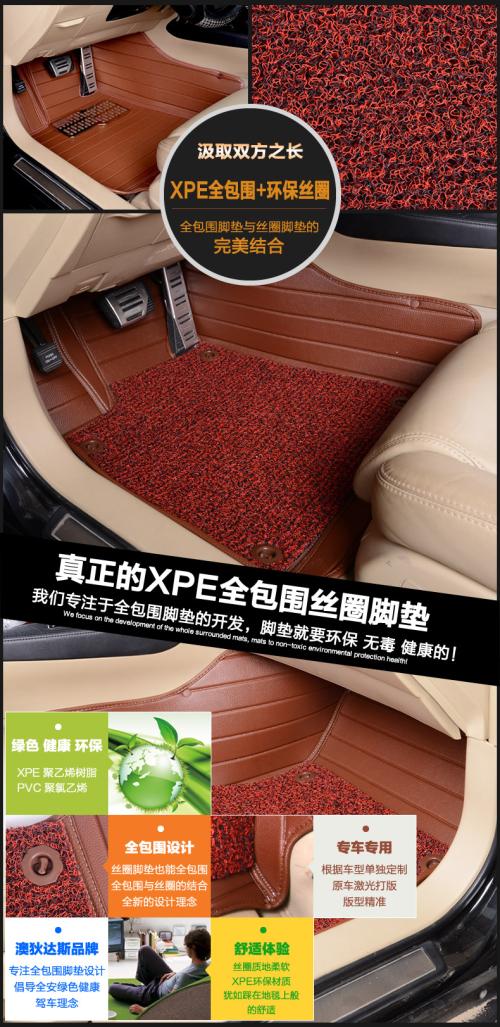 汲取双方之长
XPE全包围+环保丝圈
全包围脚垫与丝圈脚垫的
完美结合
真正的XPE全包围丝圈脚垫
我们专注于全包围脚垫的开发，脚垫就要环保 无毒 健康的！
We focus on the development of the whole surrounded mats, mats to non-toxic environmental protection health!
绿色 健康 环保
XPE 聚乙烯树脂
PVC 聚氯乙烯
全包围设计
丝圈脚垫也能全包围
全包围与丝圈的结合
全新的设计理念
专车专用
根据车型单独定制
原车激光打版
版型精准
澳狄达斯品牌
专注全包围脚垫设计
倡导全安绿色健康
驾车理念
舒适体验
丝圈质地柔软
XPE环保材质
犹如踩在地毯上般
的舒适